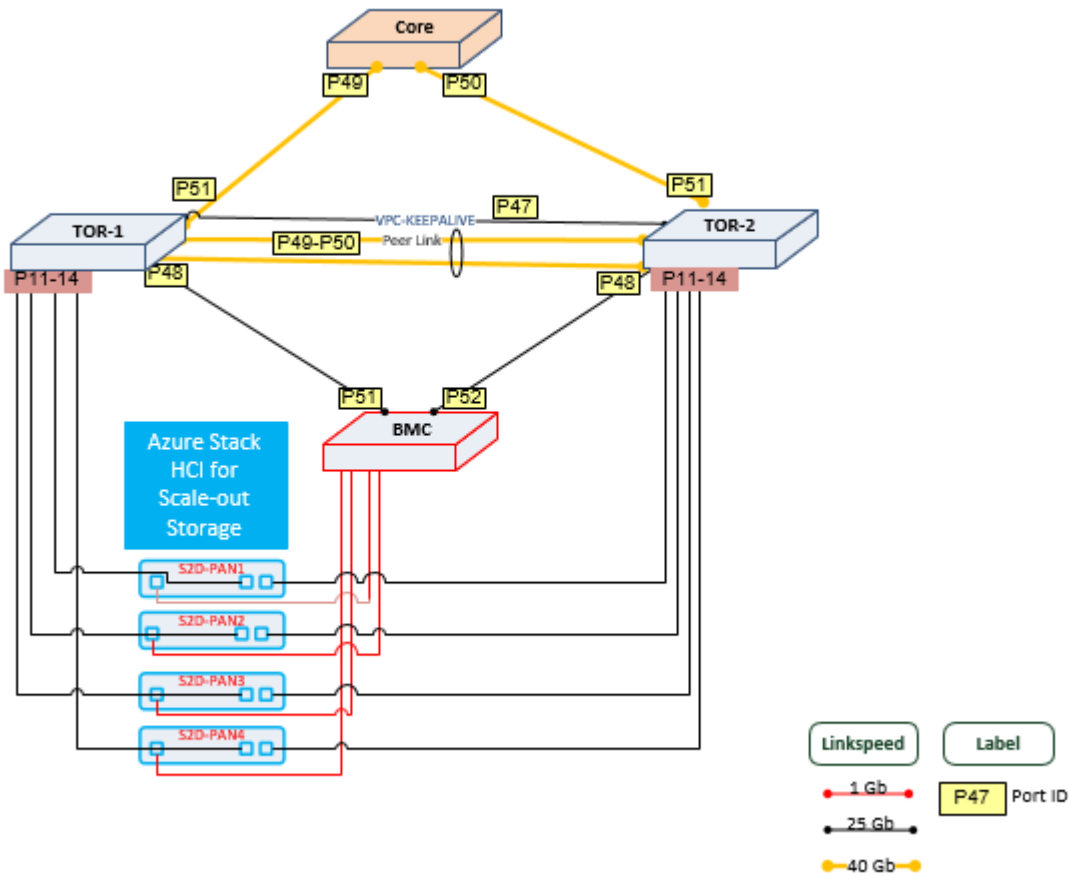 Core
P49
P50
P51
P51
TOR-1
VPC-KEEPALIVE
P47
TOR-2
P49-P50
Peer Link
P11-14
P48
P48
P11-14
P51
P52
BMC
Azure Stack
HCI for
Scale-out
Storage
S2D-PAN1
S2D-PAN2
S2D-PAN3
S2D-PAN4
Linkspeed
Label
1 Gb
P47
Port ID
25 Gb
40 Gb